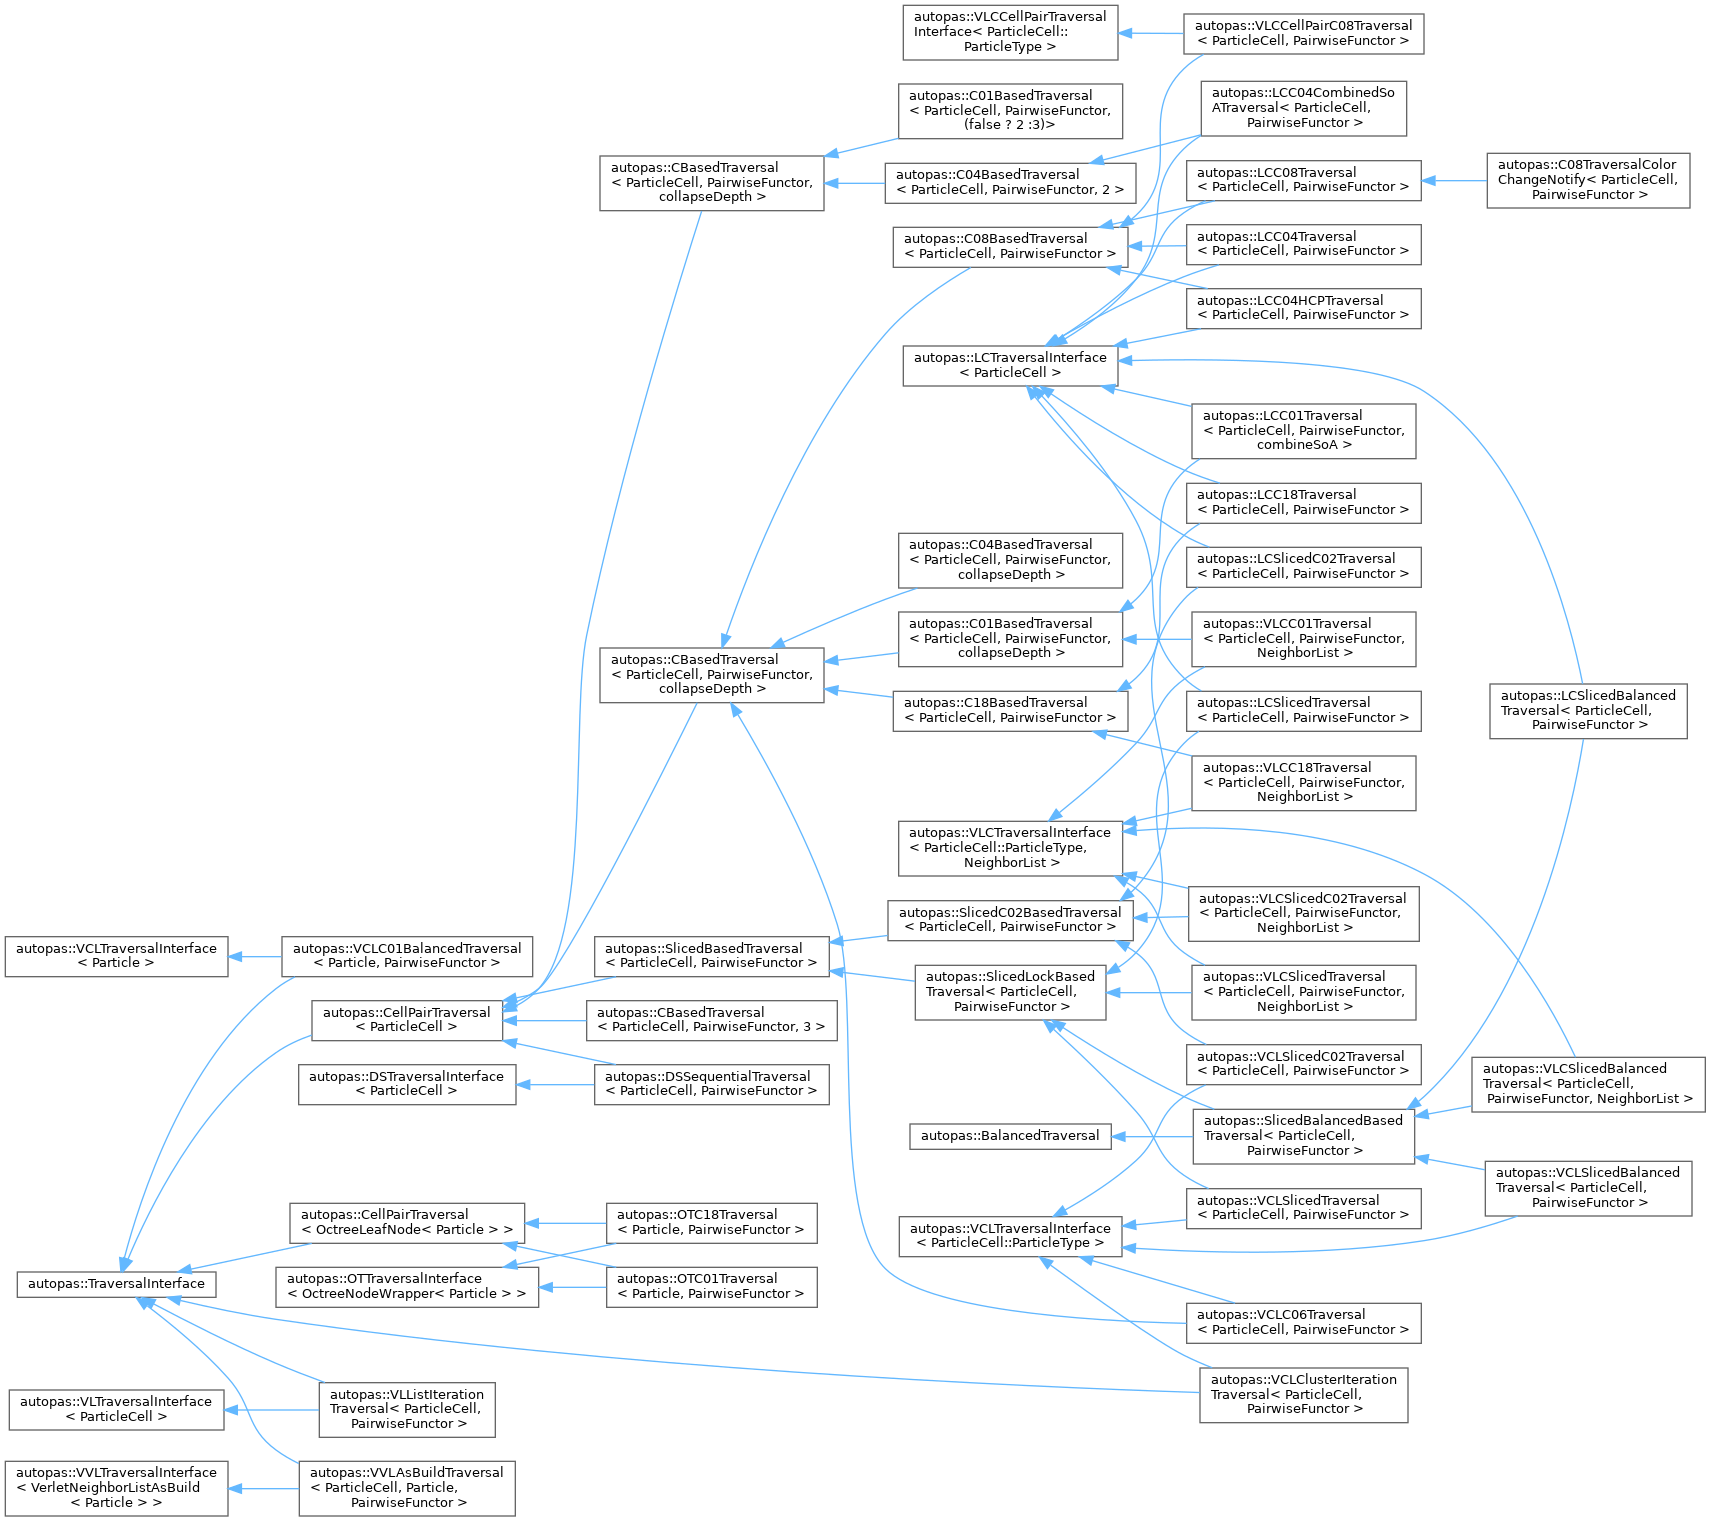 autopas::VLCCellPairTraversal
Interface< ParticleCell::
ParticleType >
autopas::VLCCellPairC08Traversal
< ParticleCell, PairwiseFunctor >
autopas::C01BasedTraversal
< ParticleCell, PairwiseFunctor,
(false ? 2 :3)>
autopas::LCC04CombinedSo
ATraversal< ParticleCell,
PairwiseFunctor >
autopas::CBasedTraversal
< ParticleCell, PairwiseFunctor,
collapseDepth >
autopas::C04BasedTraversal
< ParticleCell, PairwiseFunctor, 2 >
autopas::LCC08Traversal
< ParticleCell, PairwiseFunctor >
autopas::C08TraversalColor
ChangeNotify< ParticleCell,
PairwiseFunctor >
autopas::C08BasedTraversal
< ParticleCell, PairwiseFunctor >
autopas::LCC04Traversal
< ParticleCell, PairwiseFunctor >
autopas::LCC04HCPTraversal
< ParticleCell, PairwiseFunctor >
autopas::LCTraversalInterface
< ParticleCell >
autopas::LCC01Traversal
< ParticleCell, PairwiseFunctor,
combineSoA >
autopas::LCC18Traversal
< ParticleCell, PairwiseFunctor >
autopas::C04BasedTraversal
< ParticleCell, PairwiseFunctor,
collapseDepth >
autopas::LCSlicedC02Traversal
< ParticleCell, PairwiseFunctor >
autopas::C01BasedTraversal
< ParticleCell, PairwiseFunctor,
collapseDepth >
autopas::VLCC01Traversal
< ParticleCell, PairwiseFunctor,
NeighborList >
autopas::CBasedTraversal
< ParticleCell, PairwiseFunctor,
collapseDepth >
autopas::C18BasedTraversal
< ParticleCell, PairwiseFunctor >
autopas::LCSlicedTraversal
< ParticleCell, PairwiseFunctor >
autopas::LCSlicedBalanced
Traversal< ParticleCell,
PairwiseFunctor >
autopas::VLCC18Traversal
< ParticleCell, PairwiseFunctor,
NeighborList >
autopas::VLCTraversalInterface
< ParticleCell::ParticleType,
NeighborList >
autopas::VLCSlicedC02Traversal
< ParticleCell, PairwiseFunctor,
NeighborList >
autopas::SlicedC02BasedTraversal
< ParticleCell, PairwiseFunctor >
autopas::VCLTraversalInterface
< Particle >
autopas::VCLC01BalancedTraversal
< Particle, PairwiseFunctor >
autopas::SlicedBasedTraversal
< ParticleCell, PairwiseFunctor >
autopas::SlicedLockBased
Traversal< ParticleCell,
PairwiseFunctor >
autopas::VLCSlicedTraversal
< ParticleCell, PairwiseFunctor,
NeighborList >
autopas::CellPairTraversal
< ParticleCell >
autopas::CBasedTraversal
< ParticleCell, PairwiseFunctor, 3 >
autopas::VCLSlicedC02Traversal
< ParticleCell, PairwiseFunctor >
autopas::VLCSlicedBalanced
Traversal< ParticleCell,
PairwiseFunctor, NeighborList >
autopas::DSTraversalInterface
< ParticleCell >
autopas::DSSequentialTraversal
< ParticleCell, PairwiseFunctor >
autopas::BalancedTraversal
autopas::SlicedBalancedBased
Traversal< ParticleCell,
PairwiseFunctor >
autopas::VCLSlicedBalanced
Traversal< ParticleCell,
PairwiseFunctor >
autopas::CellPairTraversal
< OctreeLeafNode< Particle > >
autopas::OTC18Traversal
< Particle, PairwiseFunctor >
autopas::VCLTraversalInterface
< ParticleCell::ParticleType >
autopas::VCLSlicedTraversal
< ParticleCell, PairwiseFunctor >
autopas::TraversalInterface
autopas::OTTraversalInterface
< OctreeNodeWrapper< Particle > >
autopas::OTC01Traversal
< Particle, PairwiseFunctor >
autopas::VCLC06Traversal
< ParticleCell, PairwiseFunctor >
autopas::VCLClusterIteration
Traversal< ParticleCell,
PairwiseFunctor >
autopas::VLTraversalInterface
< ParticleCell >
autopas::VLListIteration
Traversal< ParticleCell,
PairwiseFunctor >
autopas::VVLTraversalInterface
< VerletNeighborListAsBuild
< Particle > >
autopas::VVLAsBuildTraversal
< ParticleCell, Particle,
PairwiseFunctor >